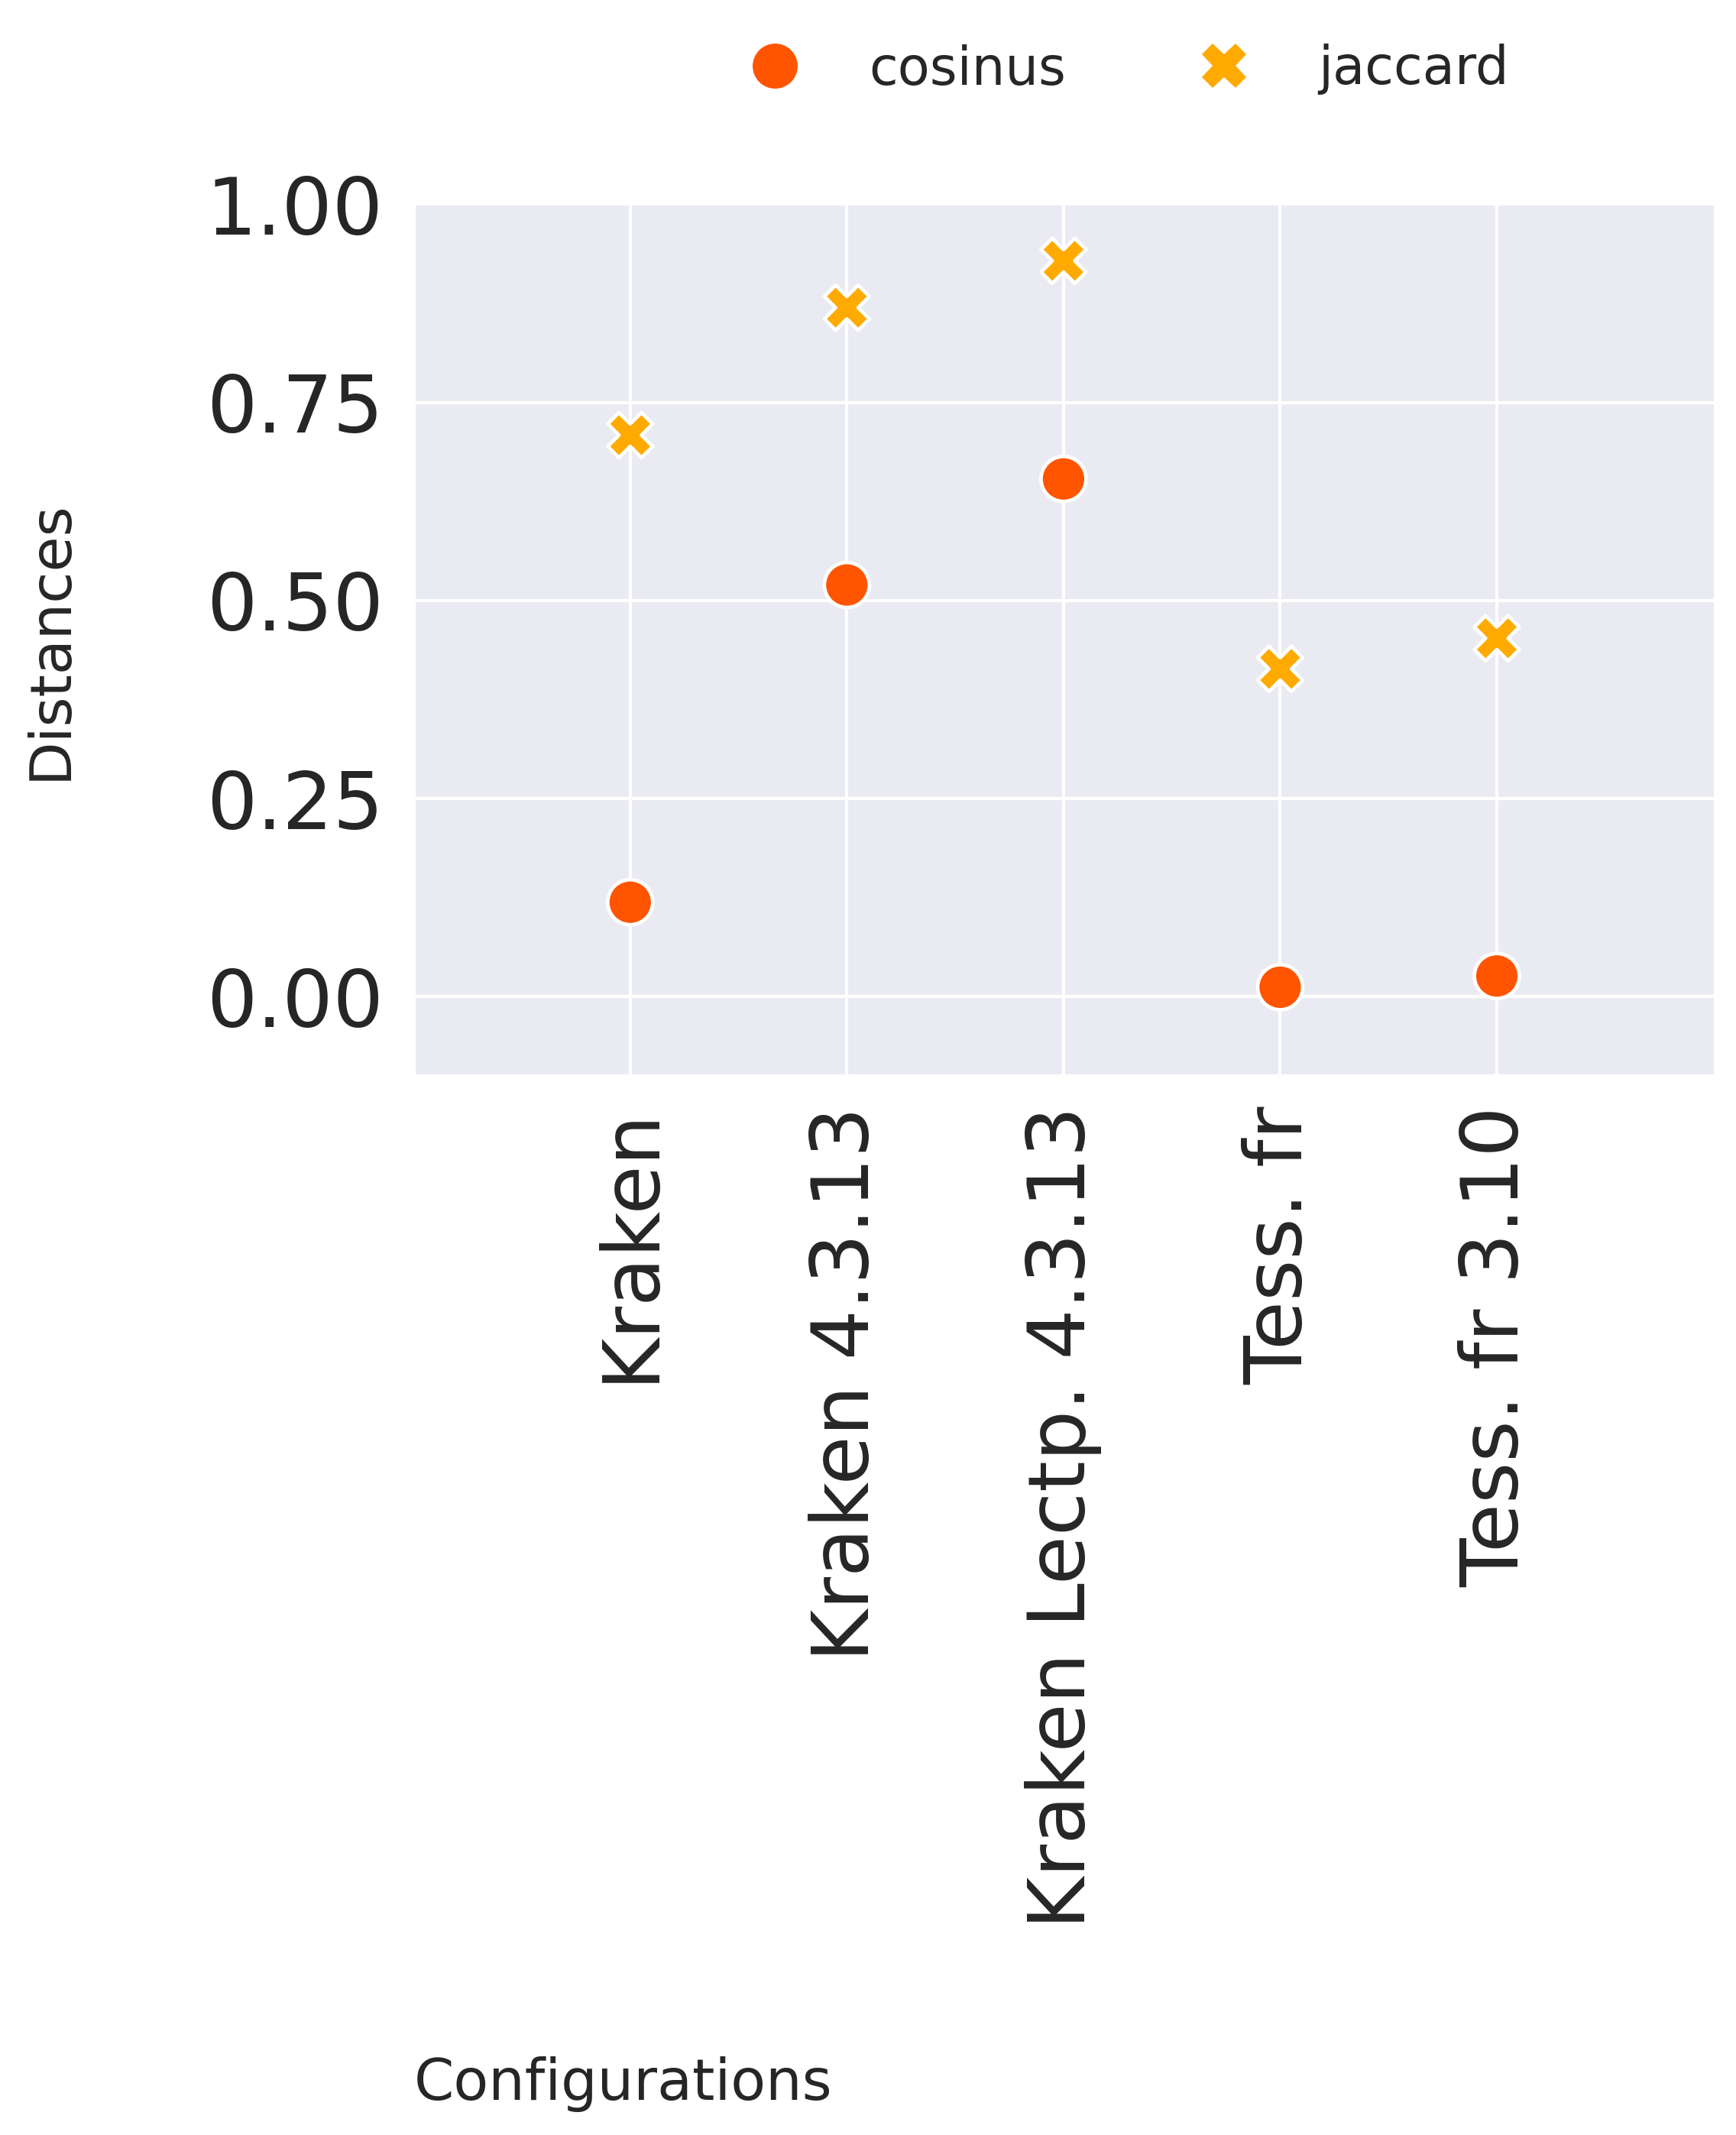 cosinus jaccard
1.00
0.75
0.50
0.25
0.00
Distances
Kraken
Kraken 4.3.13
Kraken Lectp. 4.3.13
Tess. fr
Tess. fr 3.10
Configurations